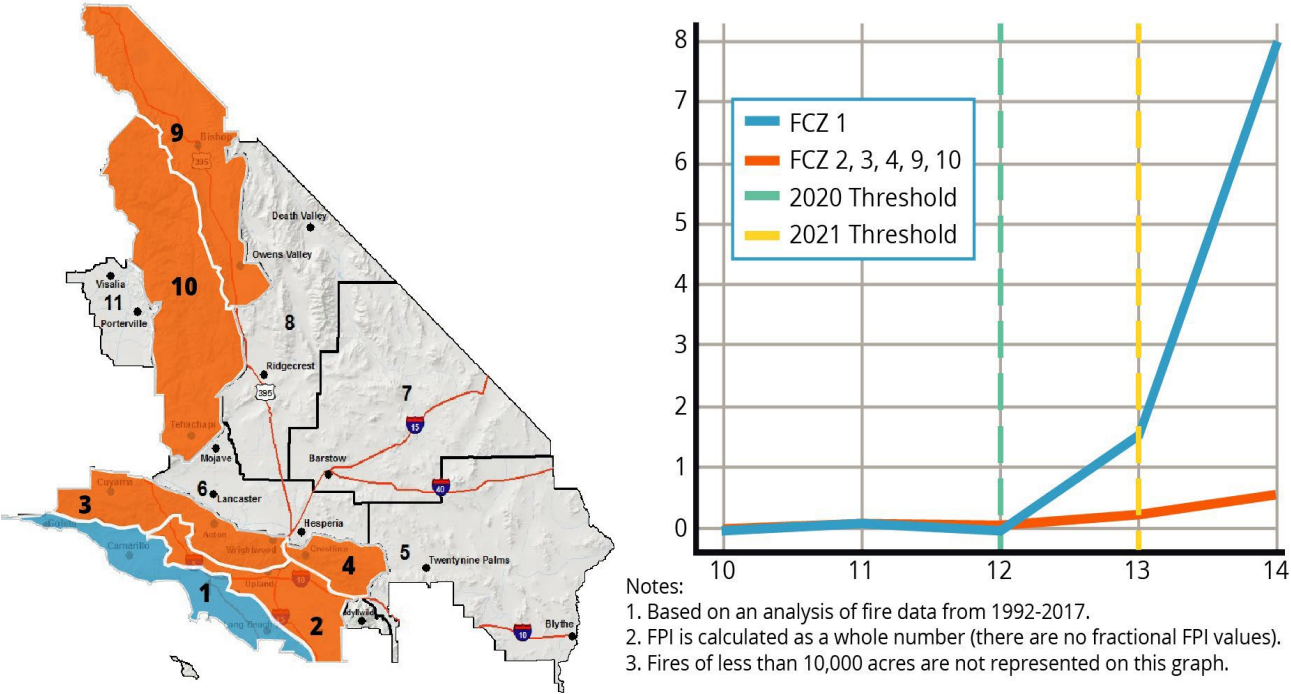 9
Bishop
395
Death Valley
Owens Valley
10
Visalia
11
Porterville
8
Ridgecrest
395
7
15
Tehachapi
Mojave
Barstow
40
6
Lancaster
3
Cuyama
Hesperia
Goleta
Acton
Wrightwood
Crestline
Camarillo
5
4
Twentynine Palms
5
Upland
10
1
Idyllwild
Long Beach
15
2
10
Blythe
8
7
6
5
4
3
2
1
0
FCZ 1
FCZ 2, 3, 4, 9, 10
2020 Threshold
2021 Threshold
10
11
12
13
14
Notes:
1. Based on an analysis of fire data from 1992-2017.
2. FPI is calculated as a whole number (there are no fractional FPI values).
3. Fires of less than 10,000 acres are not represented on this graph.